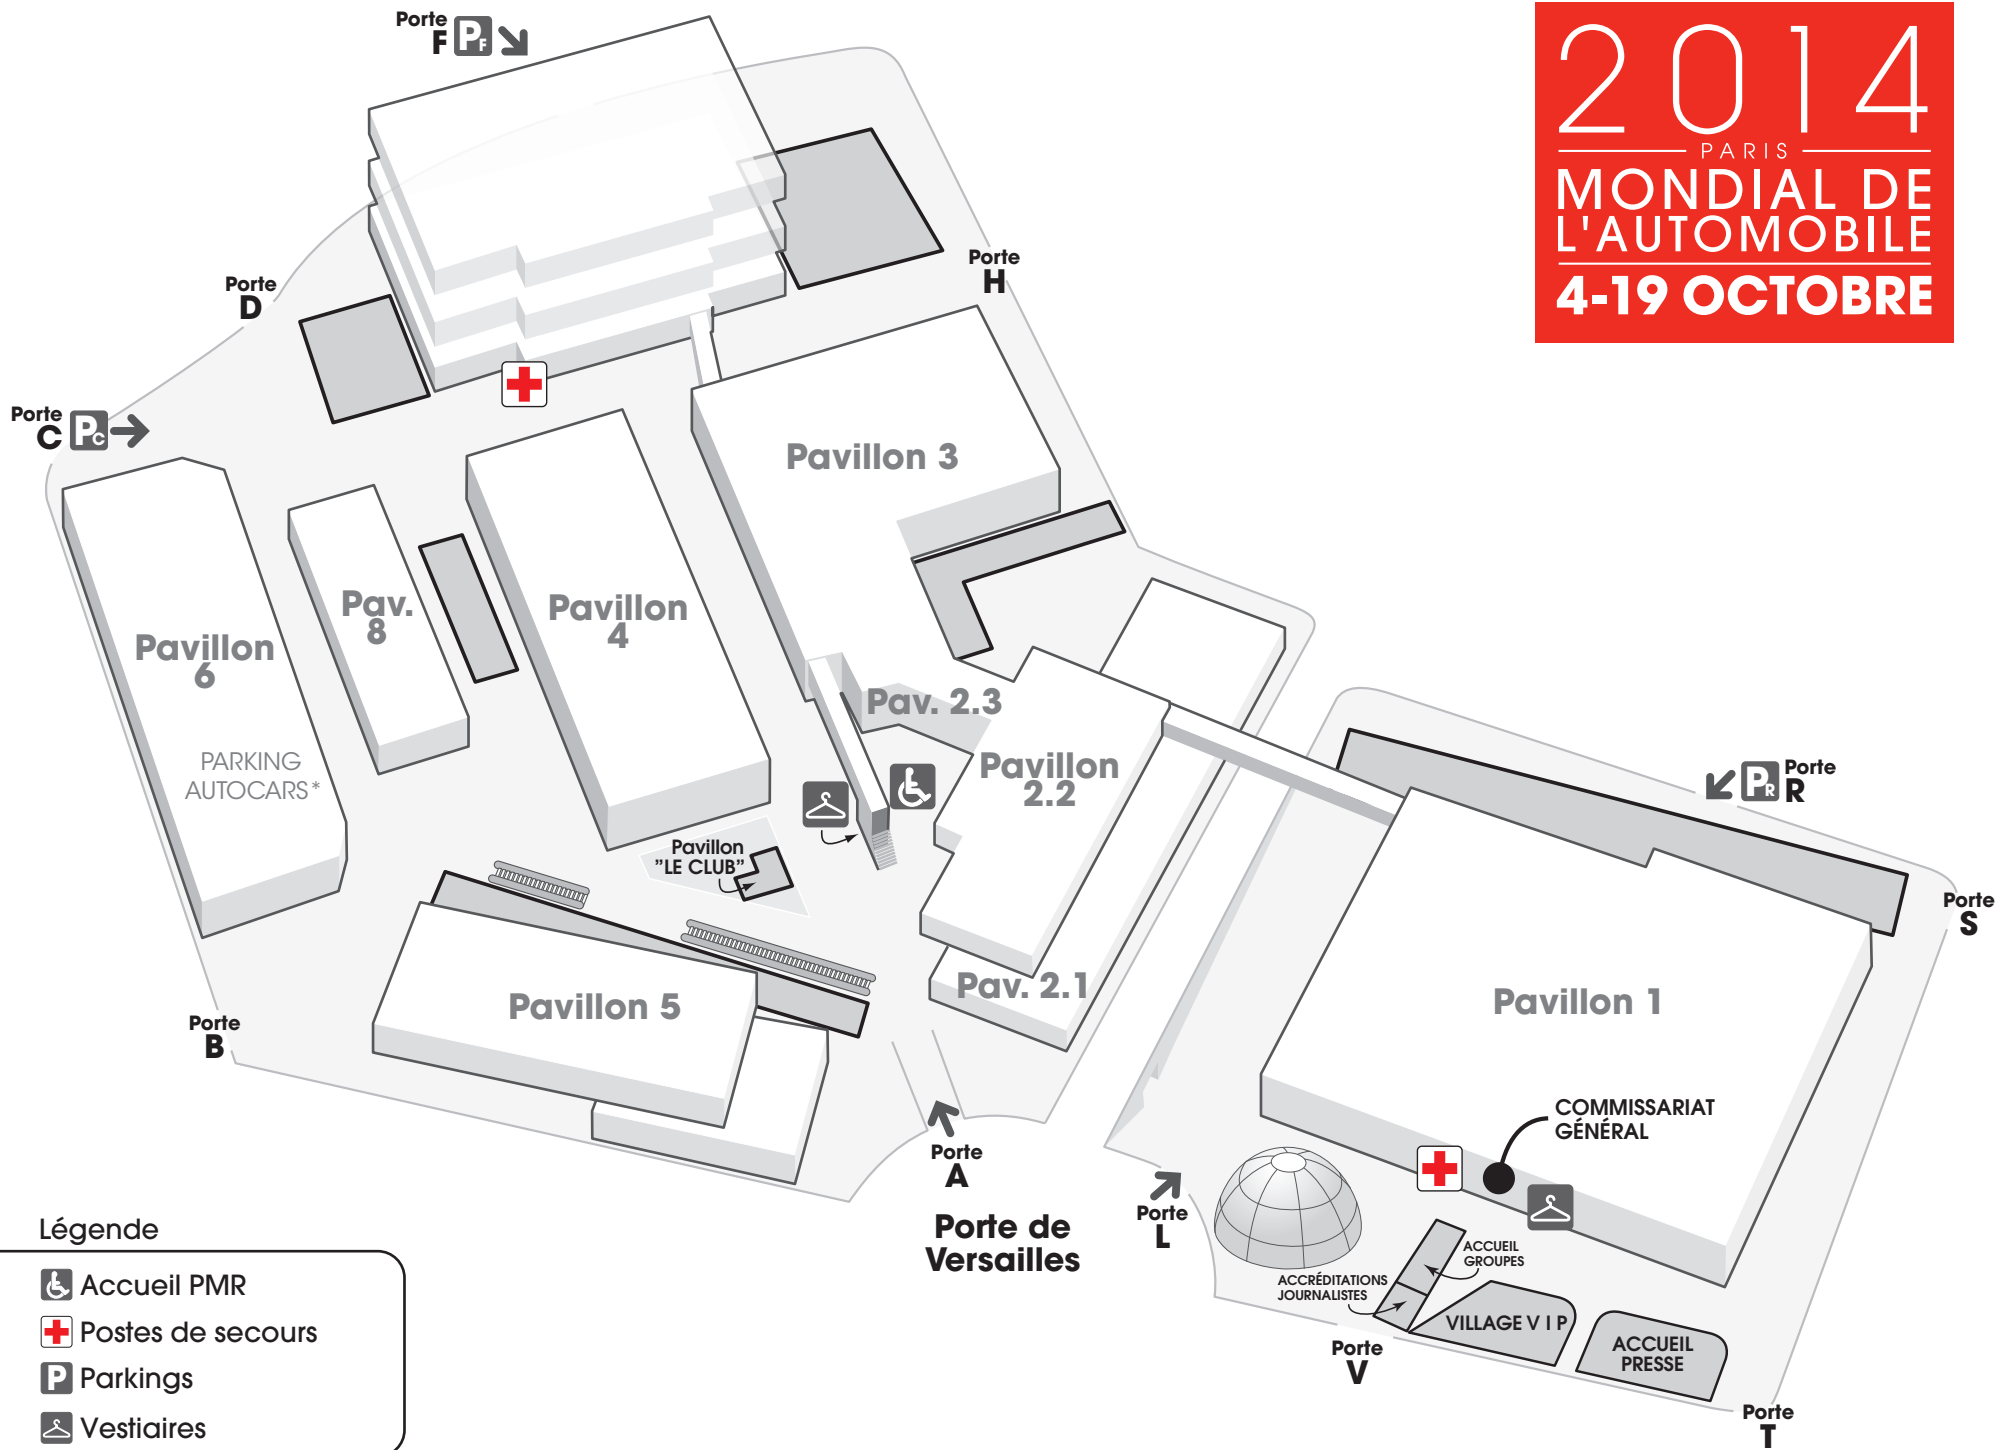 Porte
F
PF
2014
PARIS
MONDIAL DE
L'AUTOMOBILE
4-19 OCTOBRE
Porte
D
Porte
H
Porte
C
PC
Pavillon 3
Pav.
8
Pavillon
4
Pavillon
6
PARKING
AUTOCARS*
Pav. 2.3
Pavillon
2.2
Porte
R
PR
Pavillon
"LE CLUB"
Porte
S
Pav. 2.1
Pavillon 5
Pavillon 1
Porte
B
COMMISSARIAT
GÉNÉRAL
Porte
A
Porte de
Versailles
Porte
L
ACCUEIL
GROUPES
ACCRÉDITATIONS
JOURNALISTES
VILLAGE V I P
ACCUEIL
PRESSE
Porte
V
Porte
T
Légende
Accueil PMR
Postes de secours
P Parkings
Vestiaires